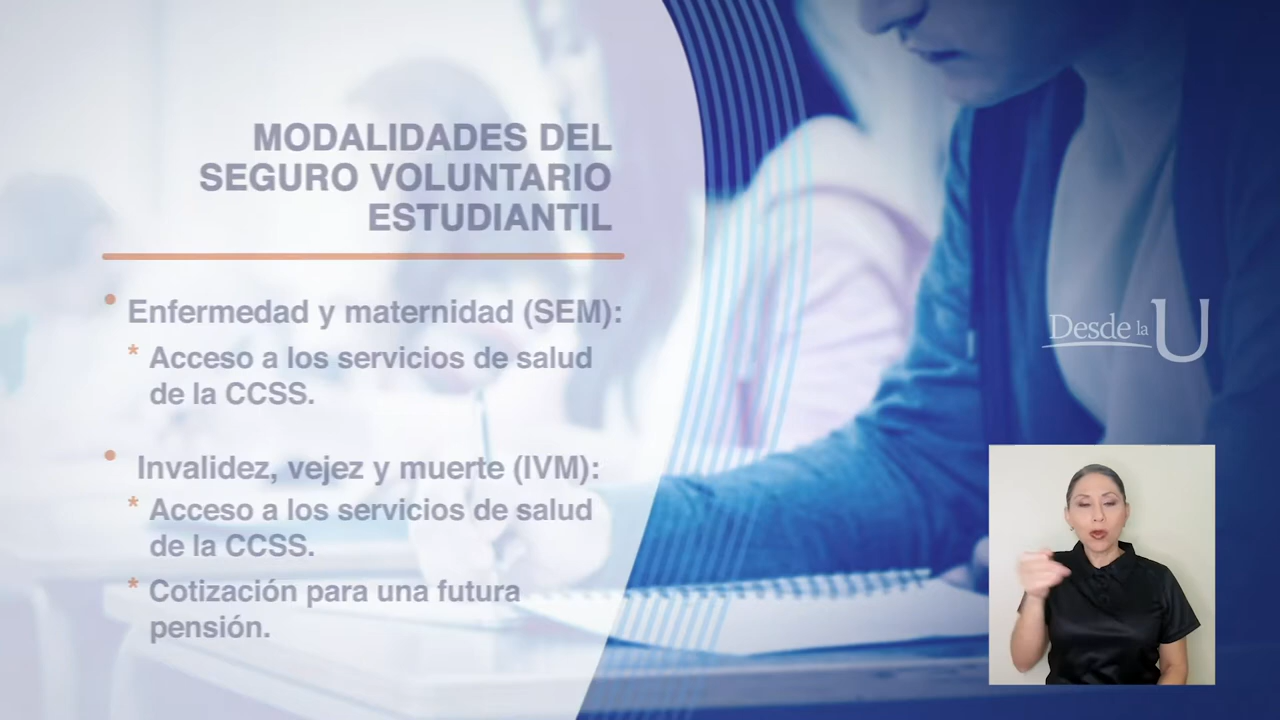 MODALIDADES DEL
SEGURO VOLUNTARIO
ESTUDIANTIL
• Enfermedad y maternidad (SEM):
* Acceso a los servicios de salud
de la CCSS.
• Invalidez, vejez y muerte (IVM):
* Acceso a los servicios de salud
de la CCSS.
* Cotización para una futura
pensión.
Desde la U